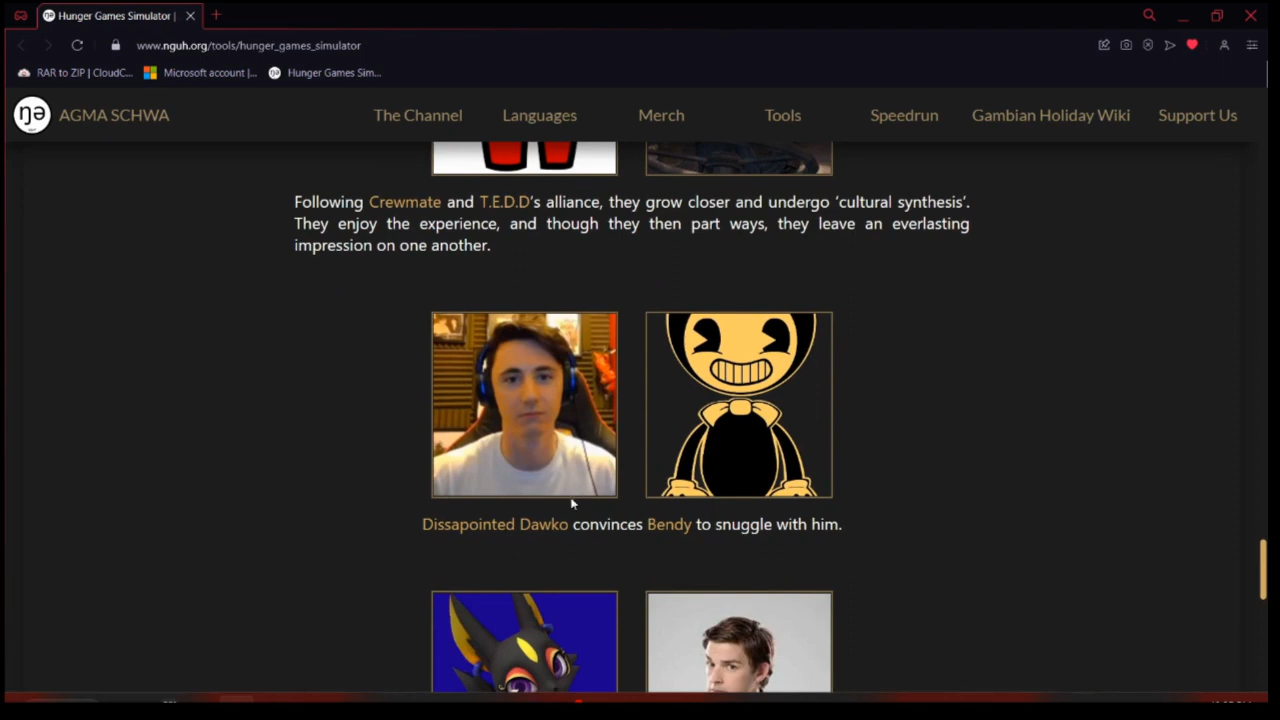 Hunger Games Simulator |
www.nguh.org/tools/hunger_games_simulator
RAR to ZIP | CloudC... Microsoft account |... Hunger Games Sim...
ŋə AGMA SCHWA The Channel Languages Merch Tools Speedrun Gambian Holiday Wiki Support Us
Following Crewmate and T.E.D.D's alliance, they grow closer and undergo ‘cultural synthesis’.
They enjoy the experience, and though they then part ways, they leave an everlasting
impression on one another.
Dissapointed Dawko convinces Bendy to snuggle with him.